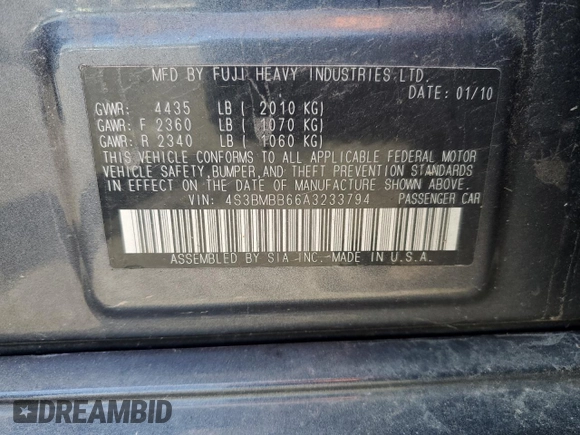 MFD BY FUJI HEAVY INDUSTRIES LTD.
DATE: 01/10
GVWR: 4435 LB ( 2010 KG)
GAWR: F 2360 LB ( 1070 KG)
GAWR: R 2340 LB ( 1060 KG)
THIS VEHICLE CONFORMS TO ALL APPLICABLE FEDERAL MOTOR
VEHICLE SAFETY, BUMPER, AND THEFT PREVENTION STANDARDS
IN EFFECT ON THE DATE OF MANUFACTURE SHOWN ABOVE.
VIN: 4S3BMBB66A3233794 PASSENGER CAR
ASSEMBLED BY SIA INC.-MADE IN U.S.A.
DREAMBID